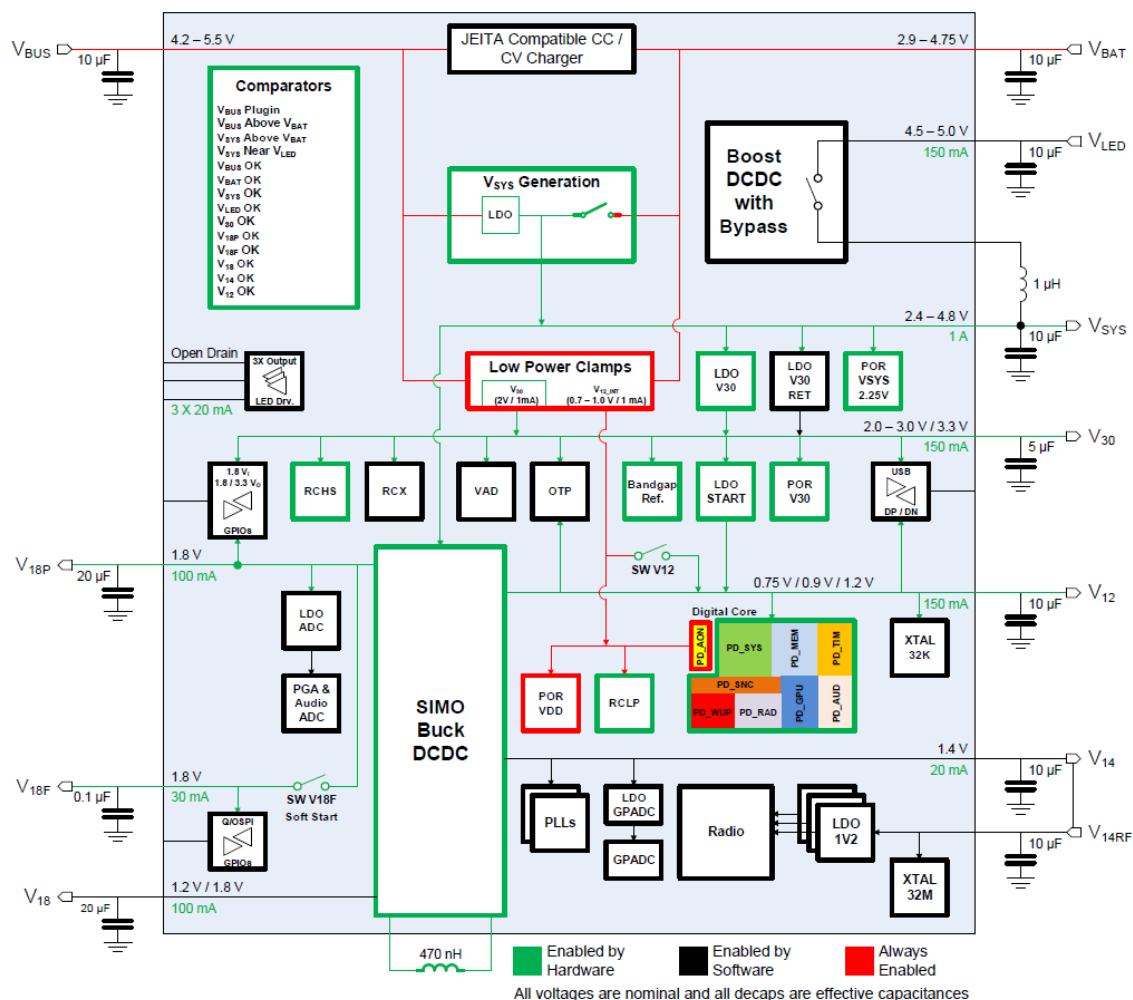 4.2 – 5.5 V
JEITA Compatible CC /
CV Charger
2.9 – 4.75 V
VBUS
10 µF
VBAT
10 µF
Comparators
VBUS Plugin
VBUS Above VBAT
VSYS Above VBAT
VSYS Near VLED
VBUS OK
VBAT OK
VSYS OK
VLED OK
V30 OK
V18P OK
V18F OK
V18 OK
V14 OK
V12 OK
VSYS Generation
LDO
Boost
DCDC
with
Bypass
4.5 – 5.0 V
150 mA
VLED
10 µF
1 µH
2.4 – 4.8 V
1 A
VSYS
10 µF
Open Drain
3X Output
LED Drv.
3 X 20 mA
Low Power Clamps
V30
(2V / 1mA)
V12_INT
(0.7 – 1.0 V / 1 mA)
LDO
V30
LDO
V30
RET
POR
VSYS
2.25V
2.0 – 3.0 V / 3.3 V
150 mA
V30
5 µF
1.8 VI
1.8 / 3.3 VO
GPIOs
RCHS
RCX
VAD
OTP
Bandgap
Ref.
LDO
START
POR
V30
USB
DP / DN
V18P
1.8 V
100 mA
20 µF
SW V12
0.75 V / 0.9 V / 1.2 V
150 mA
V12
10 µF
LDO
ADC
PGA &
Audio
ADC
SIMO
Buck
DCDC
Digital Core
PD_AON
PD_SYS
PD_MEM
PD_TIM
PD_SNC
PD_WUP
PD_RAD
PD_GPU
PD_AUD
XTAL
32K
POR
VDD
RCLP
V18F
1.8 V
30 mA
0.1 µF
SW V18F
Soft Start
Q/OSPI
GPIOs
1.4 V
20 mA
V14
10 µF
PLLs
LDO
GPADC
GPADC
Radio
LDO
1V2
V14RF
10 µF
XTAL
32M
V18
1.2 V / 1.8 V
100 mA
20 µF
470 nH
Enabled by
Hardware
Enabled by
Software
Always
Enabled
All voltages are nominal and all decaps are effective capacitances